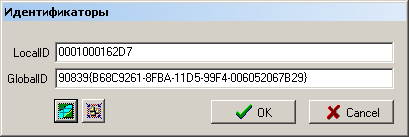 Идентификаторы
LocalID 0001000162D7
GlobalID 90839{B68C9261-8FBA-11D5-99F4-006052067B29}
OK Cancel